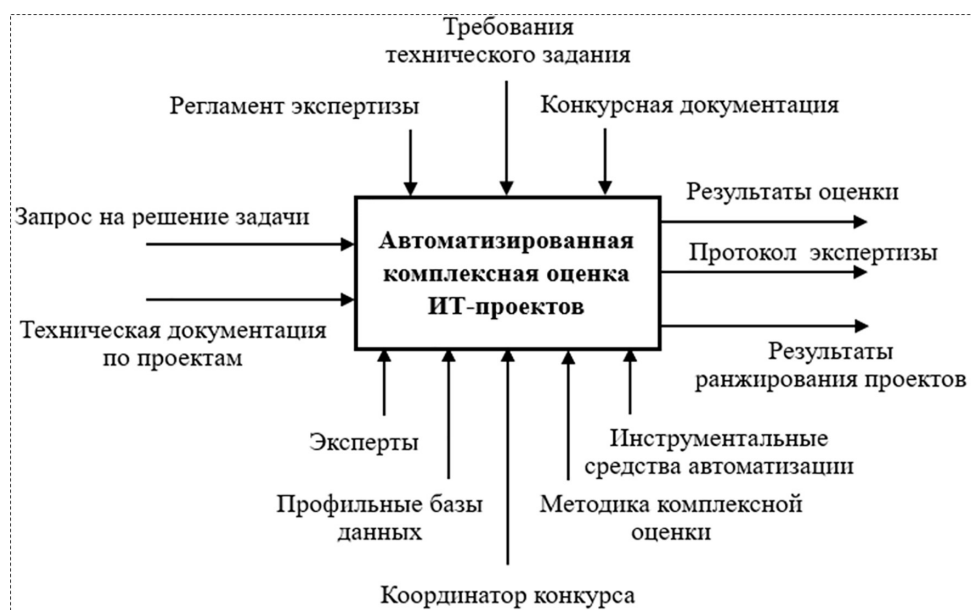 Требования
технического задания
Регламент экспертизы
Конкурсная документация
Запрос на решение задачи
Техническая документация
по проектам
Автоматизированная
комплексная оценка
ИТ-проектов
Результаты оценки
Протокол экспертизы
Результаты
ранжирования проектов
Эксперты
Инструментальные
средства автоматизации
Профильные базы
данных
Методика комплексной
оценки
Координатор конкурса